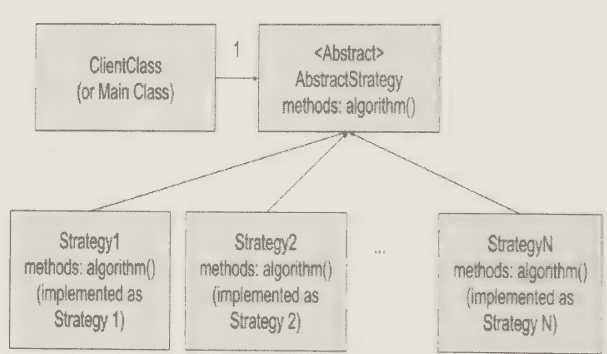 ClientClass
(or Main Class)
1
<Abstract>
AbstractStrategy
methods: algorithm()
Strategy1
methods: algorithm()
(implemented as
Strategy 1)
Strategy2
methods: algorithm()
(implemented as
Strategy 2)
...
StrategyN
methods: algorithm()
(implemented as
Strategy N)